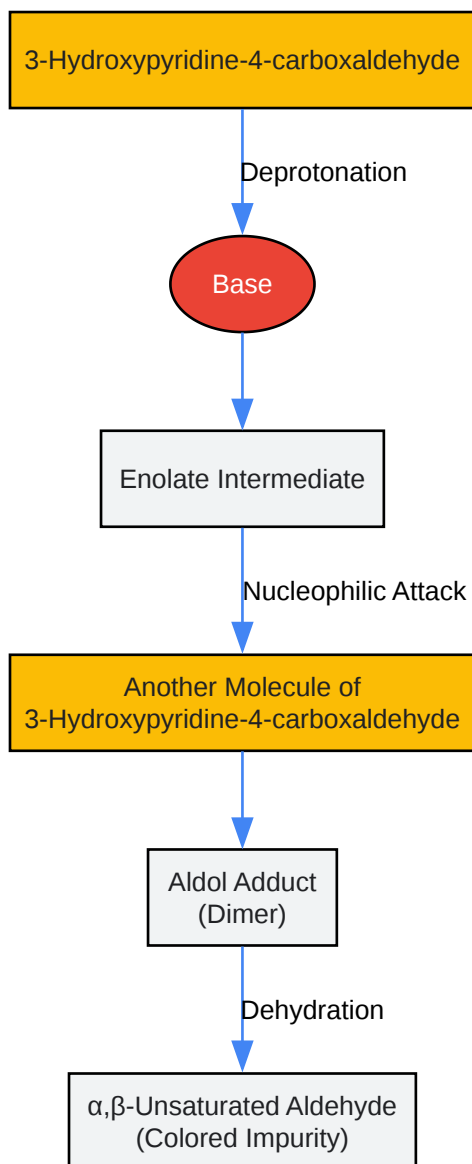 3-Hydroxypyridine-4-carboxaldehyde
Deprotonation
Base
Enolate Intermediate
Nucleophilic Attack
Another Molecule of
3-Hydroxypyridine-4-carboxaldehyde
Aldol Adduct
(Dimer)
Dehydration
α,β-Unsaturated Aldehyde
(Colored Impurity)